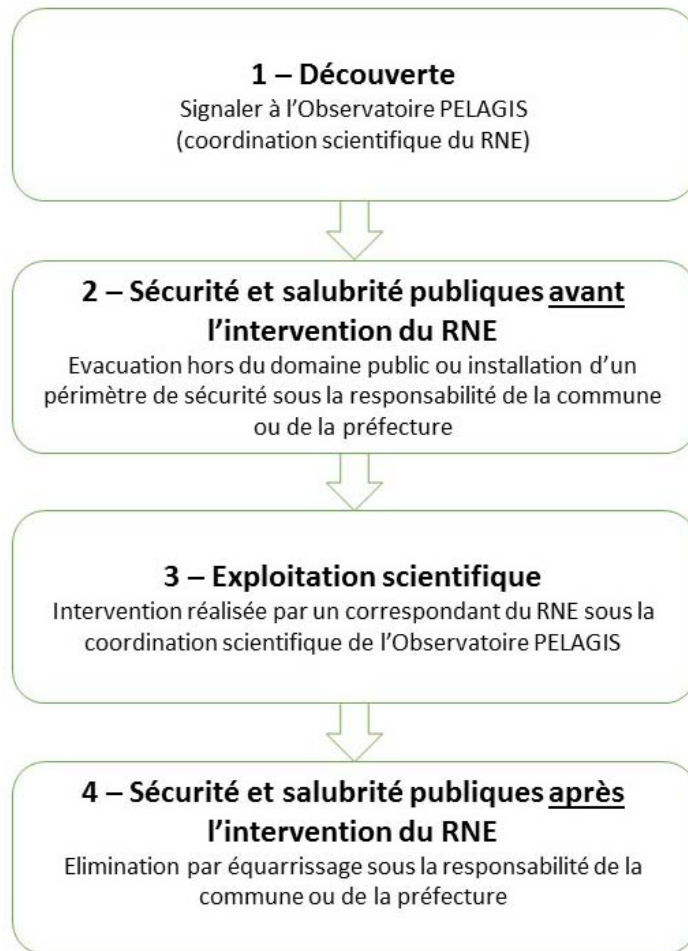 1 – Découverte
Signaler à l’Observatoire PELAGIS
(coordination scientifique du RNE)
2 – Sécurité et salubrité publiques avant
l’intervention du RNE
Evacuation hors du domaine public ou installation d’un
périmètre de sécurité sous la responsabilité de la commune
ou de la préfecture
3 – Exploitation scientifique
Intervention réalisée par un correspondant du RNE sous la
coordination scientifique de l’Observatoire PELAGIS
4 – Sécurité et salubrité publiques après
l’intervention du RNE
Elimination par équarrissage sous la responsabilité de la
commune ou de la préfecture